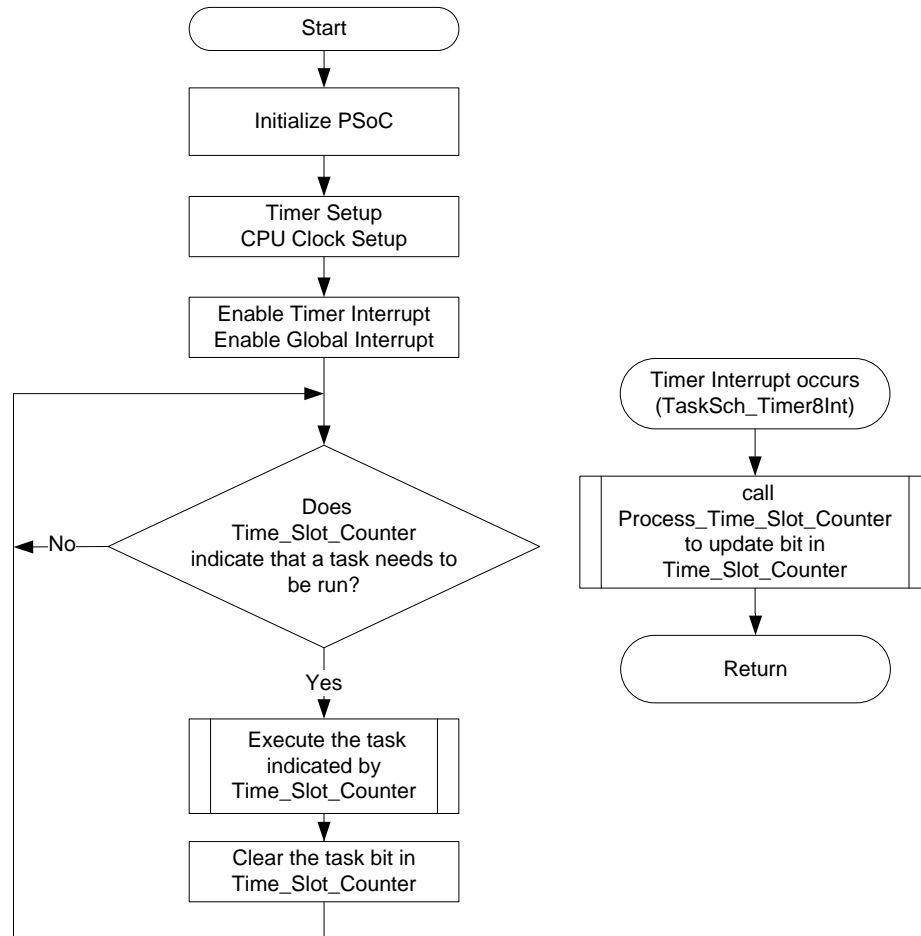 Start
Initialize PSoC
Timer Setup
CPU Clock Setup
Enable Timer Interrupt
Enable Global Interrupt
Does
Time_Slot_Counter
indicate that a task needs to
be run?
No
Yes
Execute the task
indicated by
Time_Slot_Counter
Clear the task bit in
Time_Slot_Counter
Timer Interrupt occurs
(TaskSch_Timer8Int)
call
Process_Time_Slot_Counter
to update bit in
Time_Slot_Counter
Return